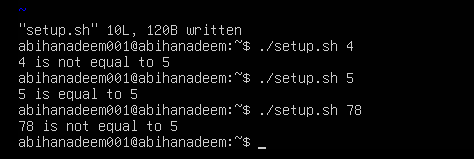 ~
"setup.sh" 10L, 120B written
abihanadeem001@abihanadeem:~$ ./setup.sh 4
4 is not equal to 5
abihanadeem001@abihanadeem:~$ ./setup.sh 5
5 is equal to 5
abihanadeem001@abihanadeem:~$ ./setup.sh 78
78 is not equal to 5
abihanadeem001@abihanadeem:~$ _